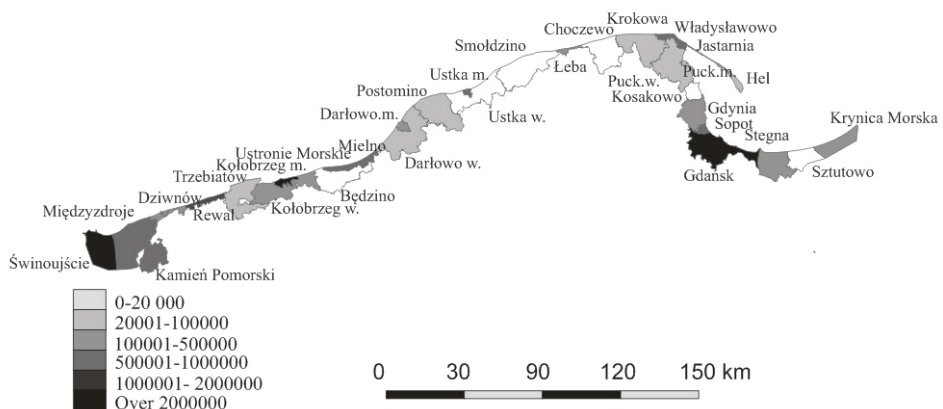 Krokowa
Władysławowo
Choczewo
Jastarnia
Smołdzino
Łeba
Puck.m.
Ustka m.
Hel
Puck.w.
Postomino
Kosakowo
Gdynia
Darłowo.m.
Ustka w.
Krynica Morska
Sopot
Stegna
Mielno
Ustronie Morskie
Darłowo w.
Kołobrzeg m.
Gdańsk
Sztutowo
Trzebiatów
Będzino
Dziwnów
Kołobrzeg w.
Rewal
Międzyzdroje
Świnoujście
Kamień Pomorski
0-20 000
20001-100000
100001-500000
500001-1000000
1000001- 2000000
Over 2000000
0 30 90 120 150 km